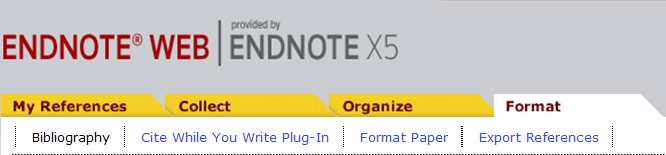 provided by
ENDNOTE® WEB | ENDNOTE X5
My References Collect Organize Format
Bibliography Cite While You Write Plug-In Format Paper Export References